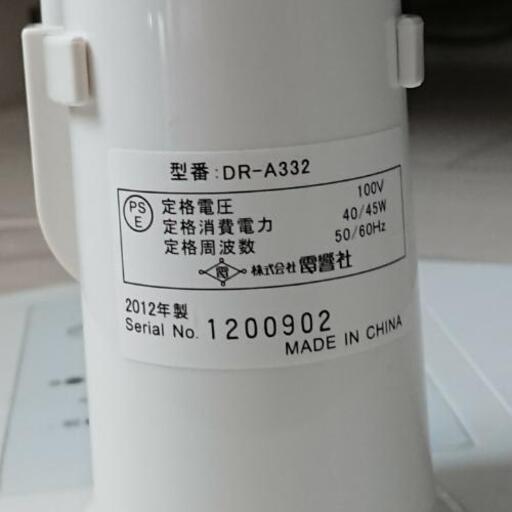 型番:DR-A332
PS E
定格電圧 100V
定格消費電力 40/45W
定格周波数 50/60Hz
電 株式会社 電響社
2012年製
Serial No. 1200902
MADE IN CHINA